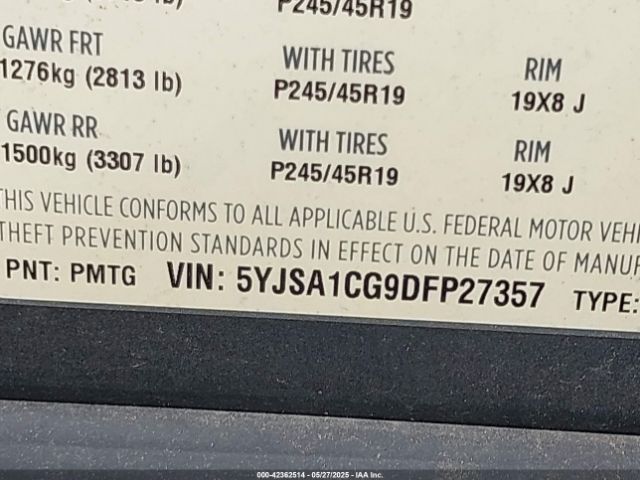 P245/45R19
GAWR FRT WITH TIRES RIM
1276kg (2813 lb) P245/45R19 19X8 J
GAWR RR WITH TIRES RIM
1500kg (3307 lb) P245/45R19 19X8 J
THIS VEHICLE CONFORMS TO ALL APPLICABLE U.S. FEDERAL MOTOR VEHI
THEFT PREVENTION STANDARDS IN EFFECT ON THE DATE OF MANUF
PNT: PMTG VIN: 5YJSA1CG9DFP27357 TYPE:
000-42362514 - 05/27/2025 - IAA Inc.